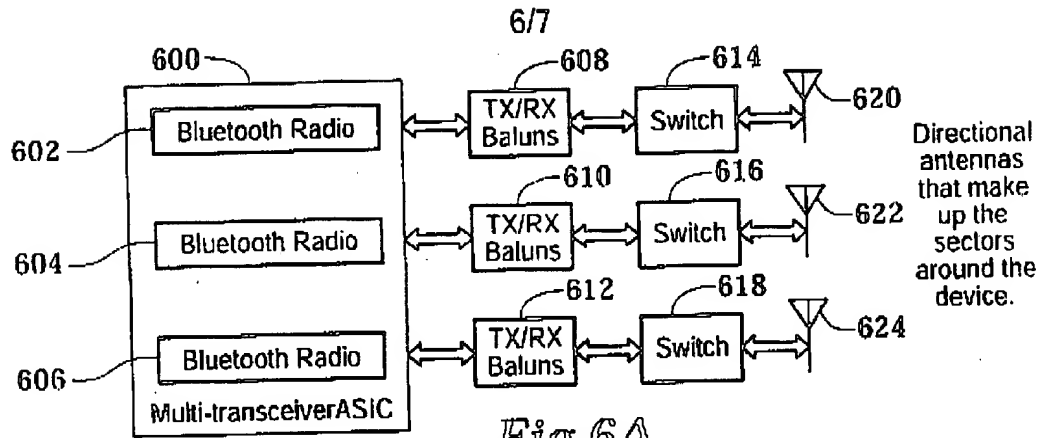 6/7
600
608
614
602
Bluetooth Radio
TX/RX
Baluns
Switch
620
610
616
604
Bluetooth Radio
TX/RX
Baluns
Switch
622
612
618
606
Bluetooth Radio
TX/RX
Baluns
Switch
624
Multi-transceiverASIC
Directional
antennas
that make
up the
sectors
around the
device.
Fig. 6A